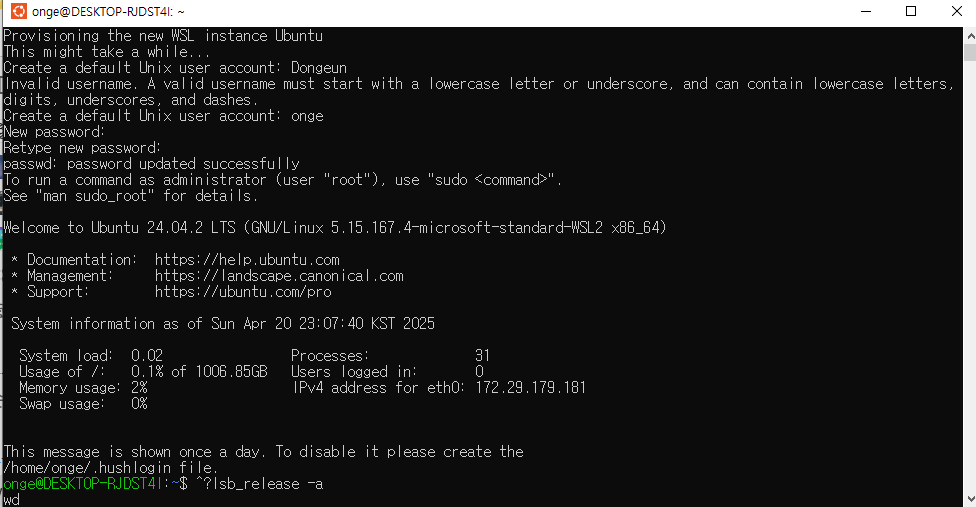 onge@DESKTOP-RJDST4I: ~
Provisioning the new WSL instance Ubuntu
This might take a while...
Create a default Unix user account: Dongeun
Invalid username. A valid username must start with a lowercase letter or underscore, and can contain lowercase letters,
digits, underscores, and dashes.
Create a default Unix user account: onge
New password:
Retype new password:
passwd: password updated successfully
To run a command as administrator (user "root"), use "sudo <command>".
See "man sudo_root" for details.
Welcome to Ubuntu 24.04.2 LTS (GNU/Linux 5.15.167.4-microsoft-standard-WSL2 x86_64)
* Documentation: https://help.ubuntu.com
* Management: https://landscape.canonical.com
* Support: https://ubuntu.com/pro
System information as of Sun Apr 20 23:07:40 KST 2025
System load: 0.02 Processes: 31
Usage of /: 0.1% of 1006.85GB Users logged in: 0
Memory usage: 2% IPv4 address for eth0: 172.29.179.181
Swap usage: 0%
This message is shown once a day. To disable it please create the
/home/onge/.hushlogin file.
onge@DESKTOP-RJDST4I:~$ ^?lsb_release -a
wd